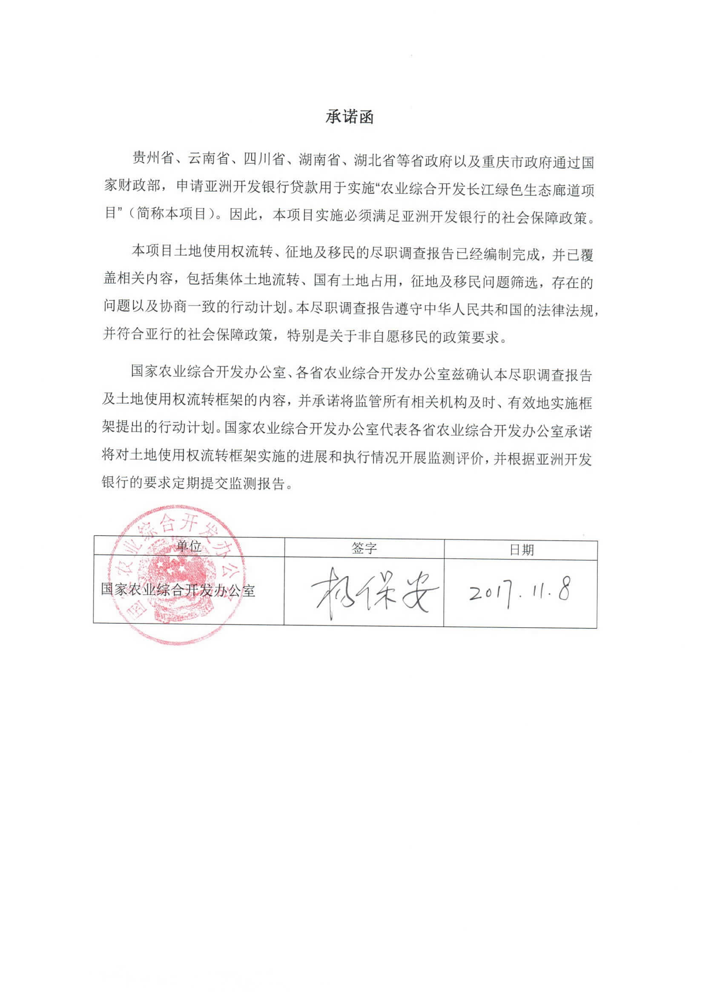 承诺函
贵州省、云南省、四川省、湖南省、湖北省等省政府以及重庆市政府通过国
家财政部，申请亚洲开发银行贷款用于实施“农业综合开发长江绿色生态廊道项
目”（简称本项目）。因此，本项目实施必须满足亚洲开发银行的社会保障政策。
本项目土地使用权流转、征地及移民的尽职调查报告已经编制完成，并已覆
盖相关内容，包括集体土地流转、国有土地占用，征地及移民问题筛选，存在的
问题以及协商一致的行动计划。本尽职调查报告遵守中华人民共和国的法律法规，
并符合亚行的社会保障政策，特别是关于非自愿移民的政策要求。
国家农业综合开发办公室、各省农业综合开发办公室兹确认本尽职调查报告
及土地使用权流转框架的内容，并承诺将监管所有相关机构及时、有效地实施框
架提出的行动计划。国家农业综合开发办公室代表各省农业综合开发办公室承诺
将对土地使用权流转框架实施的进展和执行情况开展监测评价，并根据亚洲开发
银行的要求定期提交监测报告。
国家农业综合开发办公室
单位 签字 日期
国家农业综合开发办公室 杨保安 2017.11.8